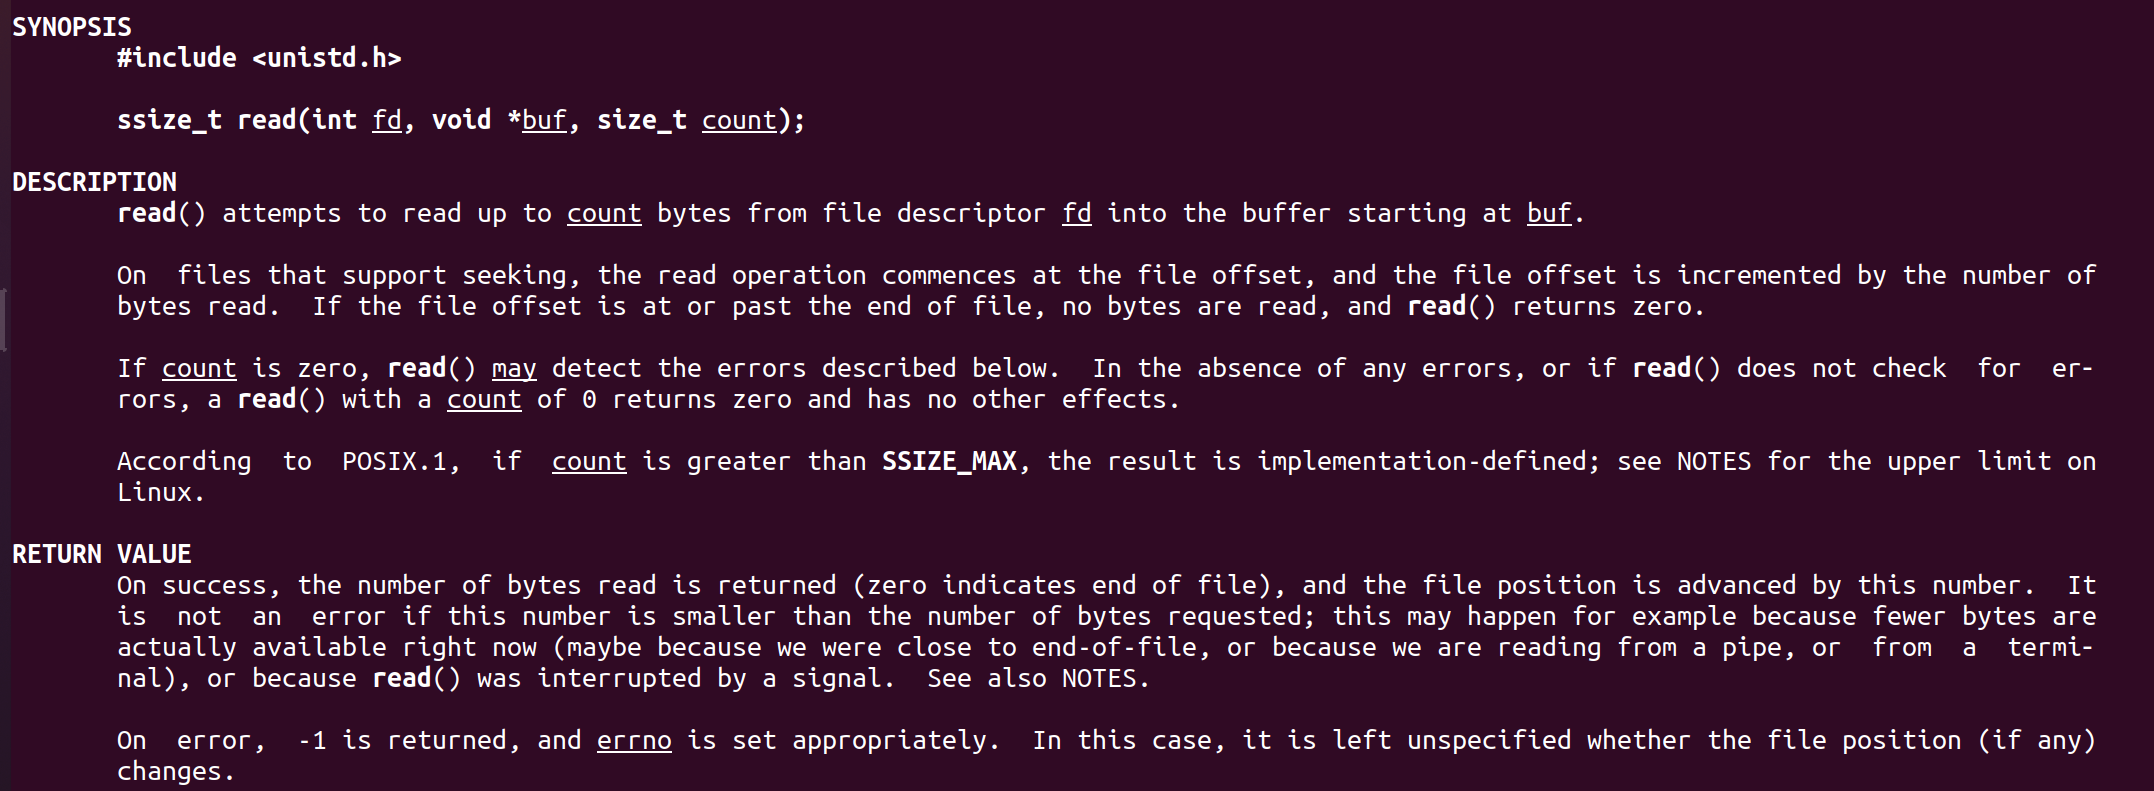 SYNOPSIS
#include <unistd.h>
ssize_t read(int fd, void *buf, size_t count);
DESCRIPTION
read() attempts to read up to count bytes from file descriptor fd into the buffer starting at buf.
On  files that support seeking, the read operation commences at the file offset, and the file offset is incremented by the number of
bytes read.  If the file offset is at or past the end of file, no bytes are read, and read() returns zero.
If count is zero, read() may detect the errors described below.  In the absence of any errors, or if read() does not check  for  er-
rors, a read() with a count of 0 returns zero and has no other effects.
According  to  POSIX.1,  if  count is greater than SSIZE_MAX, the result is implementation-defined; see NOTES for the upper limit on
Linux.
RETURN VALUE
On success, the number of bytes read is returned (zero indicates end of file), and the file position is advanced by this number.  It
is  not  an  error if this number is smaller than the number of bytes requested; this may happen for example because fewer bytes are
actually available right now (maybe because we were close to end-of-file, or because we are reading from a pipe, or  from  a  termi-
nal), or because read() was interrupted by a signal.  See also NOTES.
On  error,  -1 is returned, and errno is set appropriately.  In this case, it is left unspecified whether the file position (if any)
changes.